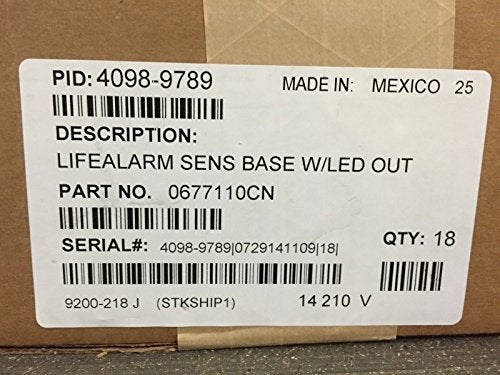 PID: 4098-9789 MADE IN: MEXICO 25
DESCRIPTION:
LIFEALARM SENS BASE W/LED OUT
PART NO. 0677110CN
SERIAL#: 4098-9789|0729141109|18| QTY: 18
9200-218 J (STKSHIP1) 14 210 V